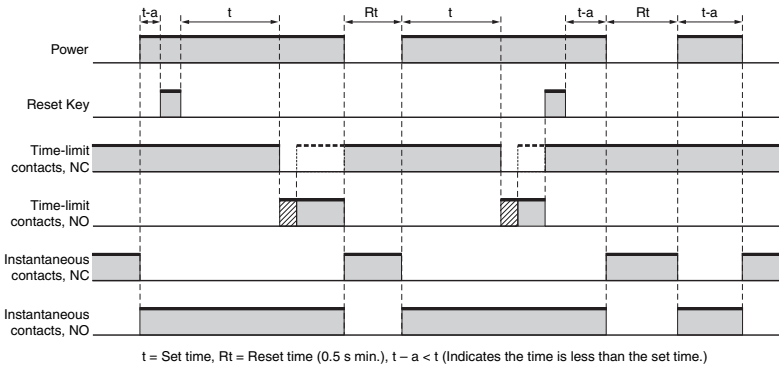 t-a t Rt t t-a Rt t-a
Power
Reset Key
Time-limit
contacts, NC
Time-limit
contacts, NO
Instantaneous
contacts, NC
Instantaneous
contacts, NO
t = Set time, Rt = Reset time (0.5 s min.), t − a < t (Indicates the time is less than the set time.)